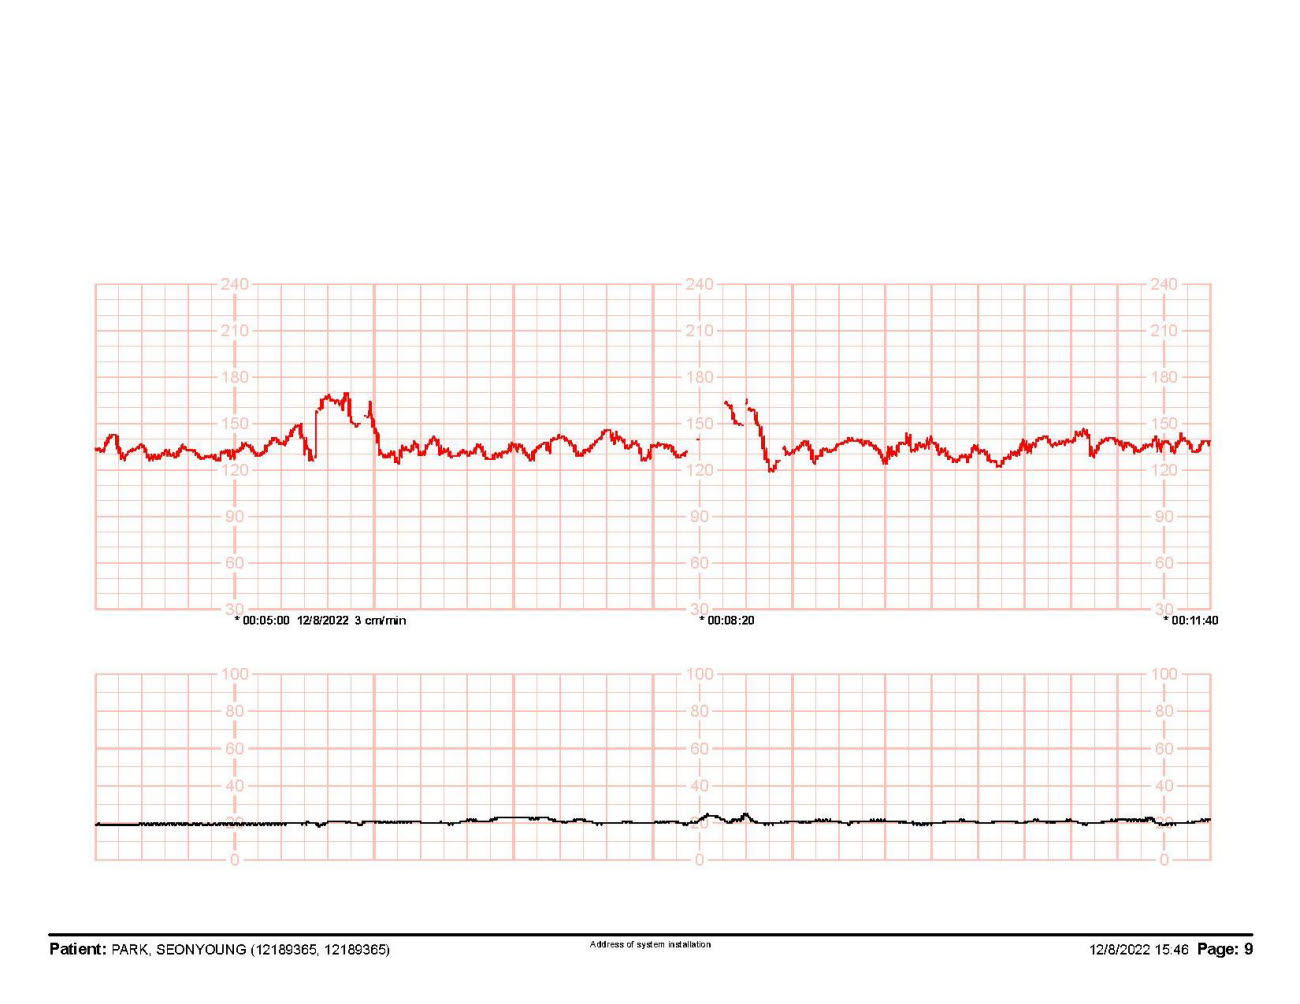 240 240 240
210 210 210
180 180 180
150 150 150
120 120 120
90 90 90
60 60 60
30 30 30
* 00:05:00 12/8/2022 3 cm/min * 00:08:20 * 00:11:40
100 100 100
80 80 80
60 60 60
40 40 40
20 20 20
0 0 0
Patient: PARK, SEONYOUNG (12189365, 12189365) Address of system installation 12/8/2022 15:46 Page: 9